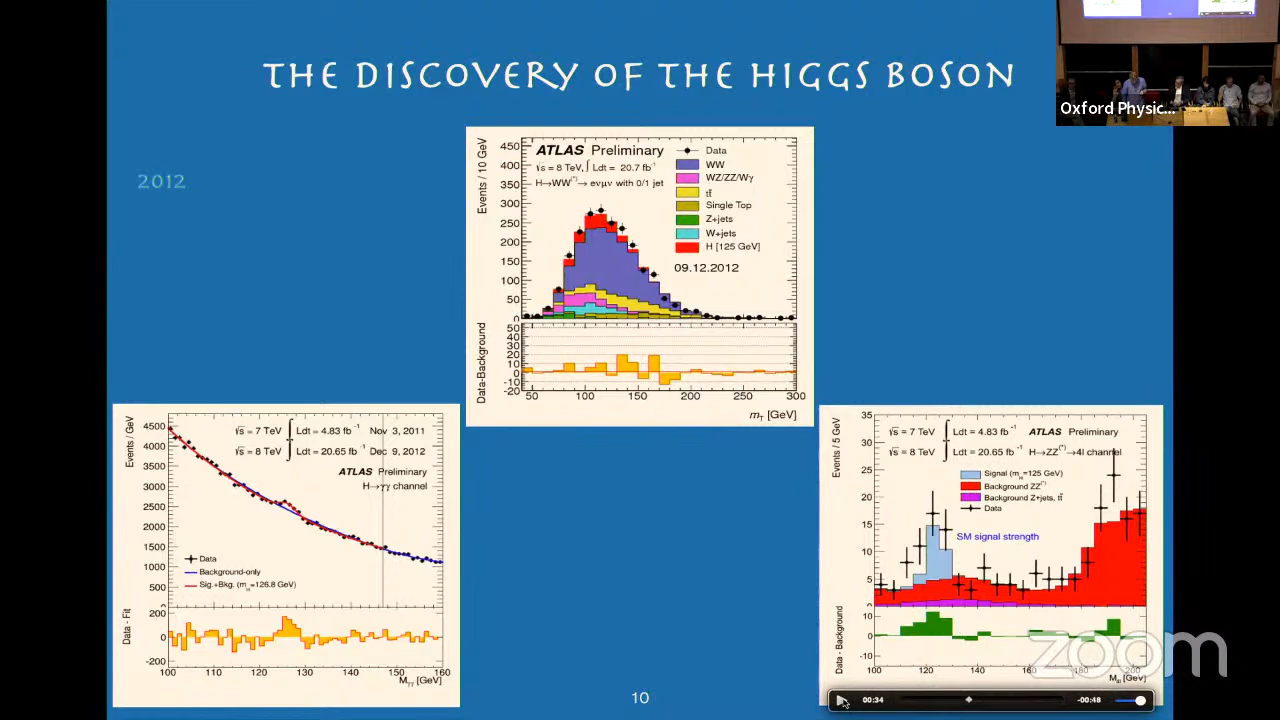 THE DISCOVERY OF THE HIGGS BOSON
Oxford Physic...
2012
ATLAS Preliminary
√s = 8 TeV, ∫ Ldt = 20.7 fb⁻¹
H→WW(*)→ eνμν with 0/1 jet
09.12.2012
Data
WW
WZ/ZZ/Wγ
tt̄
Single Top
Z+jets
W+jets
H [125 GeV]
Events / 10 GeV
450
400
350
300
250
200
150
100
50
0
Data-Background
50
40
30
20
10
0
-10
-20
50 100 150 200 250 300
mT [GeV]
Events / GeV
4500
4000
3500
3000
2500
2000
1500
1000
500
0
√s = 7 TeV ∫ Ldt = 4.83 fb⁻¹ Nov 3, 2011
√s = 8 TeV ∫ Ldt = 20.65 fb⁻¹ Dec 9, 2012
ATLAS Preliminary
H→γγ channel
Data
Background-only
Sig.+Bkg. (mH=126.8 GeV)
Data - Fit
200
0
-200
100 110 120 130 140 150 160
Mγγ [GeV]
Events / 5 GeV
35
30
25
20
15
10
5
0
√s = 7 TeV ∫ Ldt = 4.83 fb⁻¹ ATLAS Preliminary
√s = 8 TeV ∫ Ldt = 20.65 fb⁻¹ H→ZZ(*)→4l channel
Signal (mH=125 GeV)
Background ZZ(*)
Background Z+jets, tt̄
Data
SM signal strength
Data - Background
10
0
-10
100 120 140 160 180 200
M4l [GeV]
zoom
10
00:34
-00:48